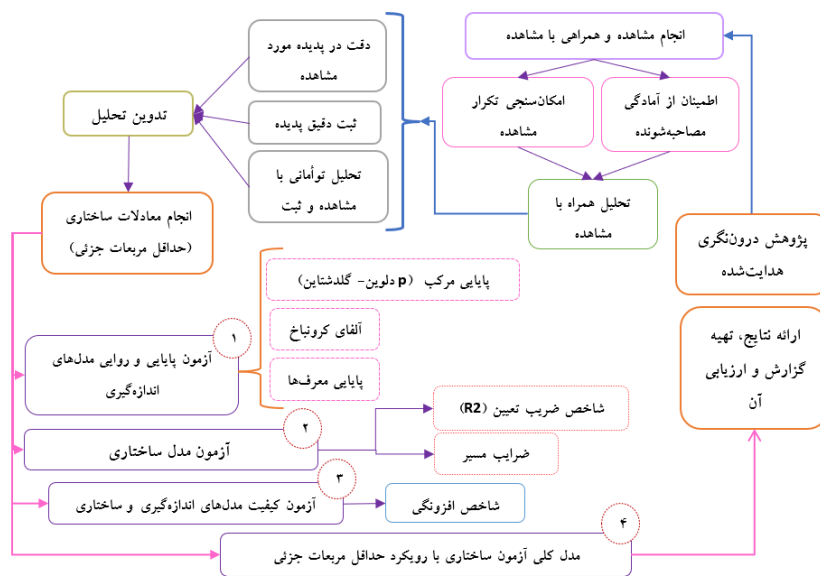 انجام مشاهده و همراهی با مشاهده
اطمینان از آمادگی
مصاحبه‌شونده
امکان‌سنجی تکرار
مشاهده
تحلیل همراه با
مشاهده
پژوهش درون‌نگری
هدایت‌شده
دقت در پدیده مورد
مشاهده
ثبت دقیق پدیده
تحلیل توأمانی با
مشاهده و ثبت
تدوین تحلیل
انجام معادلات ساختاری
(حداقل مربعات جزئی)
پایایی مرکب (p دلوین- گلدشتاین)
آلفای کرونباخ
پایایی معرف‌ها
۱
آزمون پایایی و روایی مدل‌های
اندازه‌گیری
۲
آزمون مدل ساختاری
شاخص ضریب تعیین (R2)
ضرایب مسیر
۳
آزمون کیفیت مدل‌های اندازه‌گیری و ساختاری
شاخص افزونگی
۴
مدل کلی آزمون ساختاری با رویکرد حداقل مربعات جزئی
ارائه نتایج، تهیه
گزارش و ارزیابی
آن